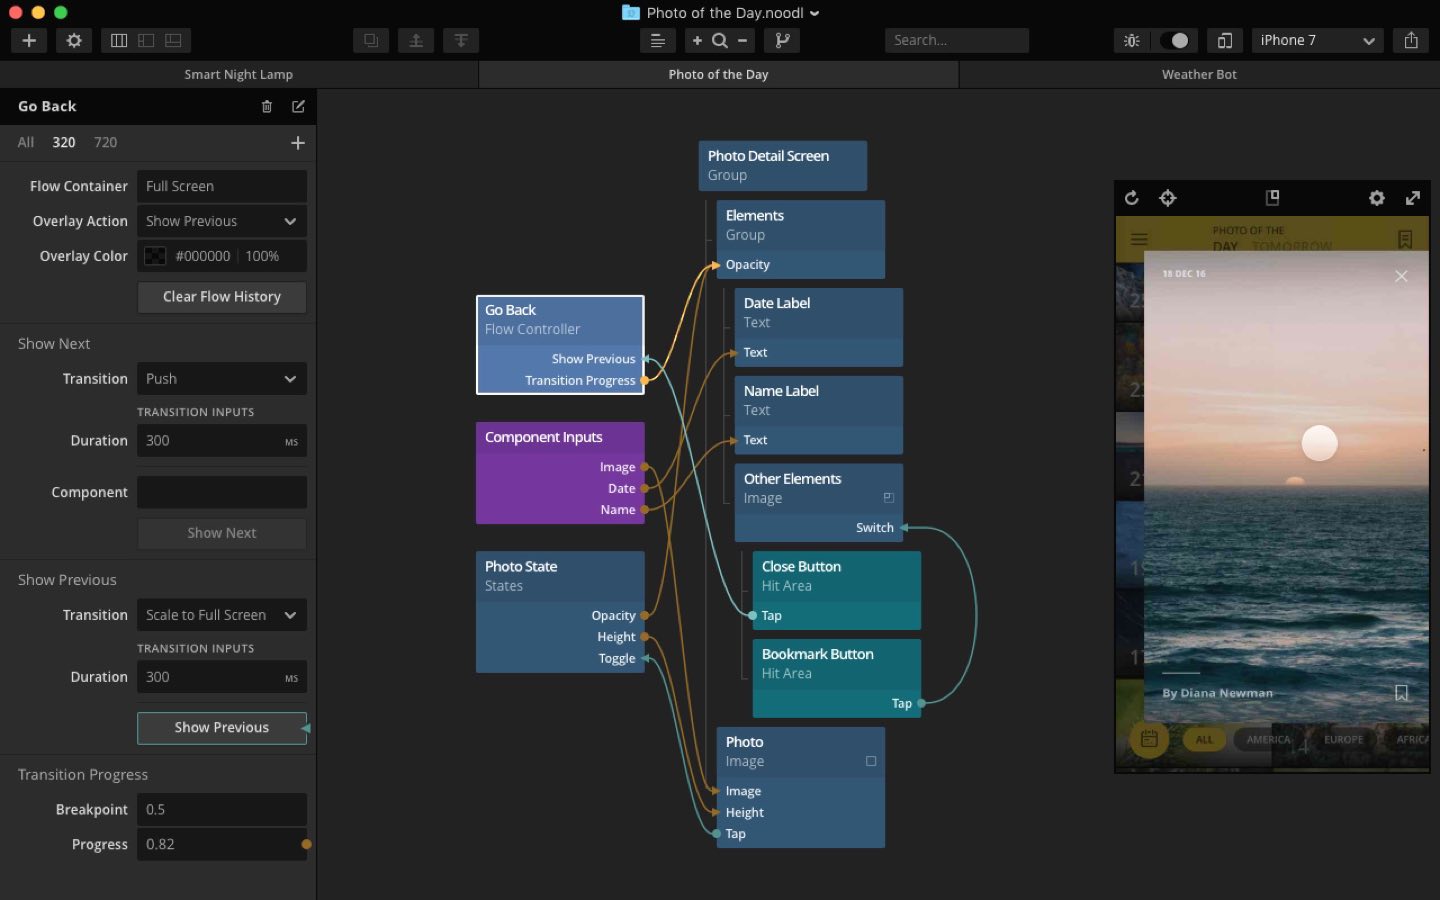 Photo of the Day.noodl
Search...
iPhone 7
Smart Night Lamp
Photo of the Day
Weather Bot
Go Back
All 320 720
Flow Container Full Screen
Overlay Action Show Previous
Overlay Color #000000 100%
Clear Flow History
Show Next
Transition Push
TRANSITION INPUTS
Duration 300 MS
Component
Show Next
Show Previous
Transition Scale to Full Screen
TRANSITION INPUTS
Duration 300 MS
Show Previous
Transition Progress
Breakpoint 0.5
Progress 0.82
Go Back
Flow Controller
Show Previous
Transition Progress
Component Inputs
Image
Date
Name
Photo State
States
Opacity
Height
Toggle
Photo Detail Screen
Group
Elements
Group
Opacity
Date Label
Text
Text
Name Label
Text
Text
Other Elements
Image
Switch
Close Button
Hit Area
Tap
Bookmark Button
Hit Area
Tap
Photo
Image
Image
Height
Tap
PHOTO OF THE
DAY TOMORROW
18 DEC 16
By Diana Newman
14
ALL AMERICA EUROPE AFRICA